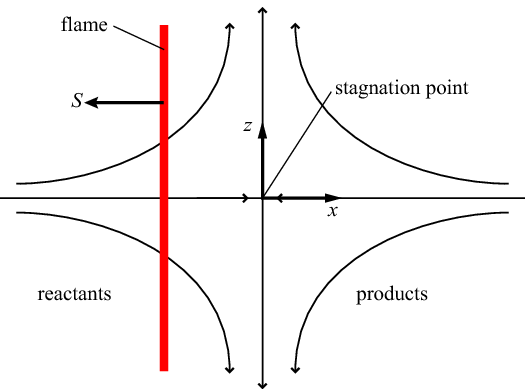 flame
S
stagnation point
z
x
reactants
products